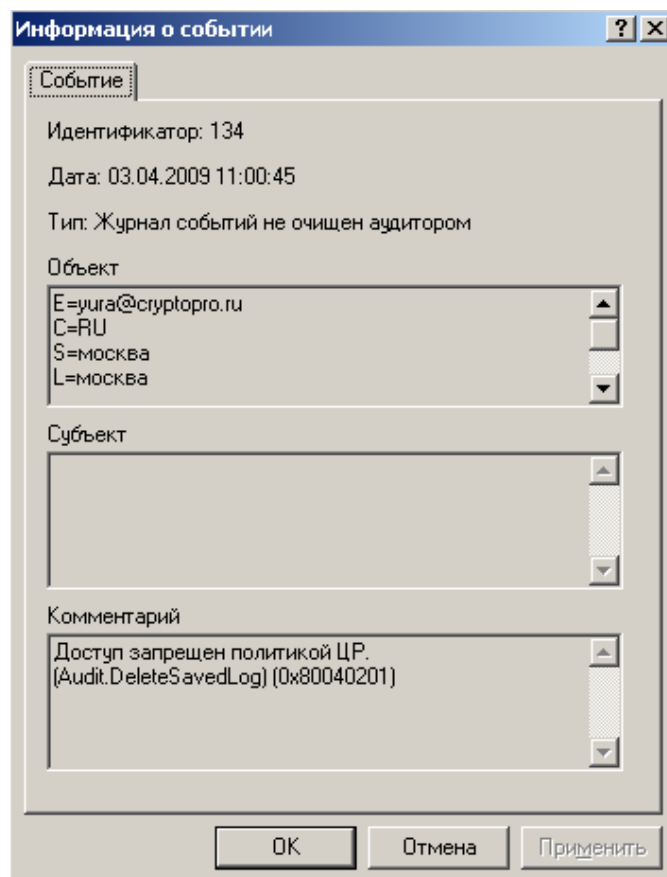 Информация о событии
Событие
Идентификатор: 134
Дата: 03.04.2009 11:00:45
Тип: Журнал событий не очищен аудитором
Объект
E=yura@cryptopro.ru
C=RU
S=москва
L=москва
Субъект
Комментарий
Доступ запрещен политикой ЦР.
(Audit.DeleteSavedLog) (0x80040201)
OK
Отмена
Применить